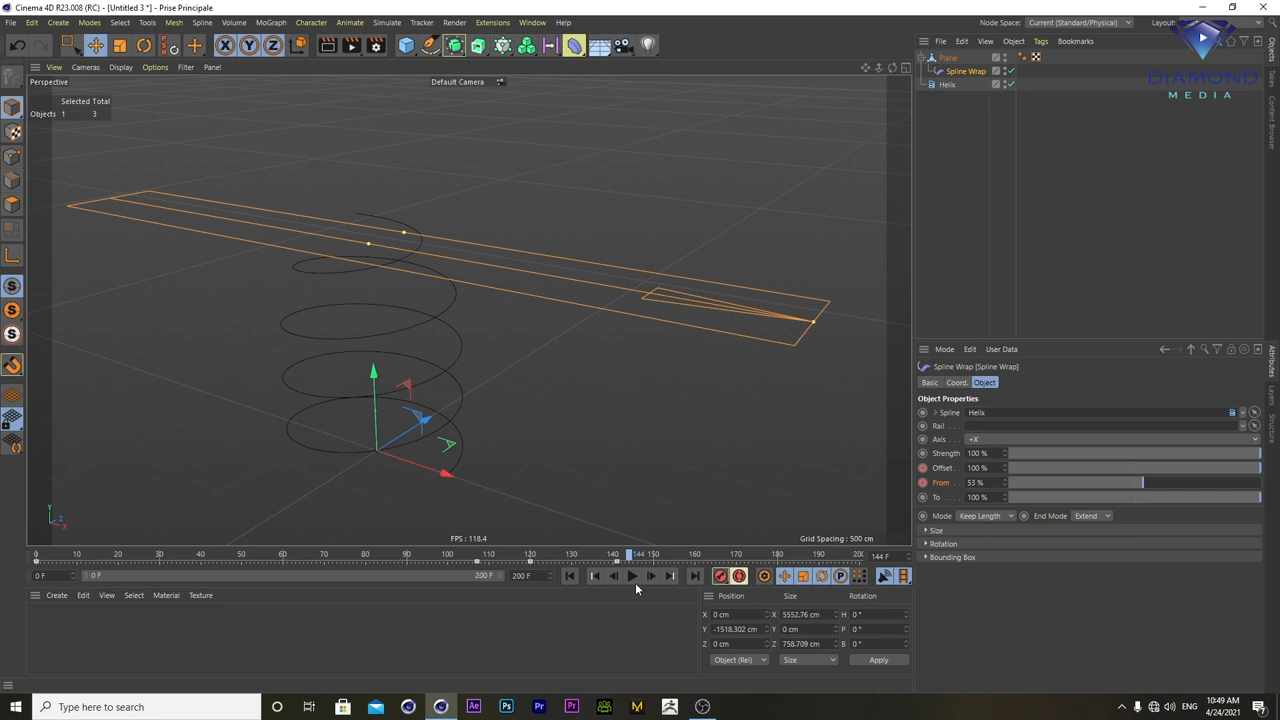 Cinema 4D R23.008 (RC) - [Untitled 3 *] - Prise Principale
File Edit Create Modes Select Tools Mesh Spline Volume MoGraph Character Animate Simulate Tracker Render Extensions Window Help
Node Space: Current (Standard/Physical) Layout:
View Cameras Display Options Filter Panel
File Edit View Object Tags Bookmarks
Perspective
Default Camera
Plane
Spline Wrap
Helix
DIAMOND
MEDIA
Selected Total
Objects 1 3
Objects
Takes
Content Browser
Attributes
Layers
Structure
Mode Edit User Data
Spline Wrap [Spline Wrap]
Basic Coord. Object
Object Properties
Spline Helix
Rail
Axis +X
Strength 100 %
Offset 100 %
From 53 %
To 100 %
Mode Keep Length End Mode Extend
Size
Rotation
Bounding Box
Y
Z
X
FPS : 118.4
Grid Spacing : 500 cm
0 10 20 30 40 50 60 70 80 90 100 110 120 130 140 144 150 160 170 180 190 200
144 F
0 F 0 F 200 F 200 F
Create Edit View Select Material Texture
Position Size Rotation
X 0 cm X 5552.76 cm H 0 °
Y -1518.302 cm Y 0 cm P 0 °
Z 0 cm Z 758.709 cm B 0 °
Object (Rel) Size Apply
Type here to search
ENG
10:49 AM
4/24/2021